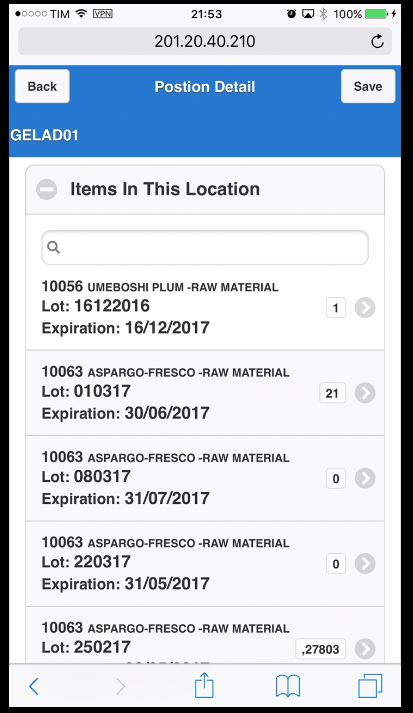 TIM VPN 21:53 100%
201.20.40.210
Back Postion Detail Save
GELAD01
Items In This Location
10056 UMEBOSHI PLUM -RAW MATERIAL
Lot: 16122016 1
Expiration: 16/12/2017
10063 ASPARGO-FRESCO -RAW MATERIAL
Lot: 010317 21
Expiration: 30/06/2017
10063 ASPARGO-FRESCO -RAW MATERIAL
Lot: 080317 0
Expiration: 31/07/2017
10063 ASPARGO-FRESCO -RAW MATERIAL
Lot: 220317 0
Expiration: 31/05/2017
10063 ASPARGO-FRESCO -RAW MATERIAL
Lot: 250217 ,27803